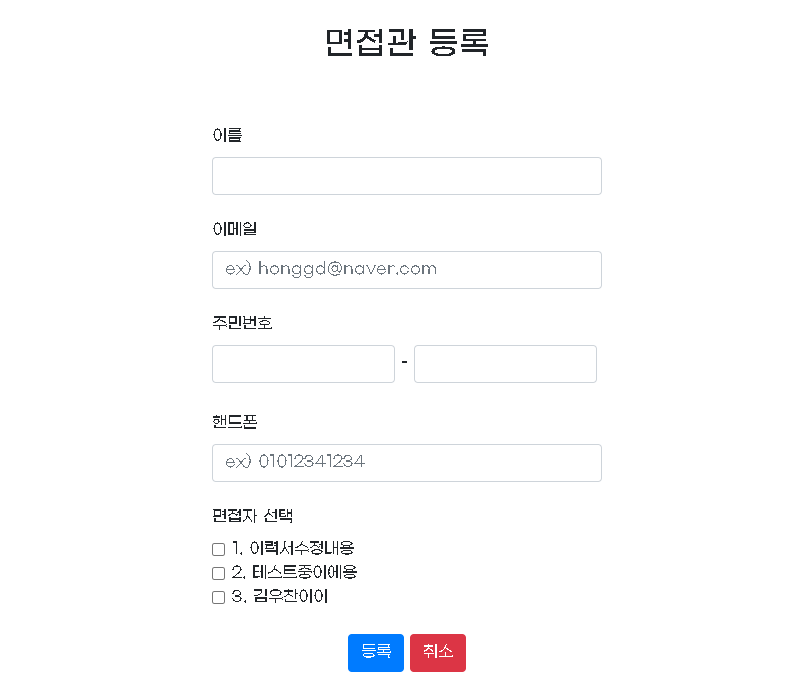 면접관 등록
이름
이메일
ex) honggd@naver.com
주민번호
-
핸드폰
ex) 01012341234
면접자 선택
1. 이력서수정내용
2. 테스트중이에용
3. 김우찬이이
등록 취소